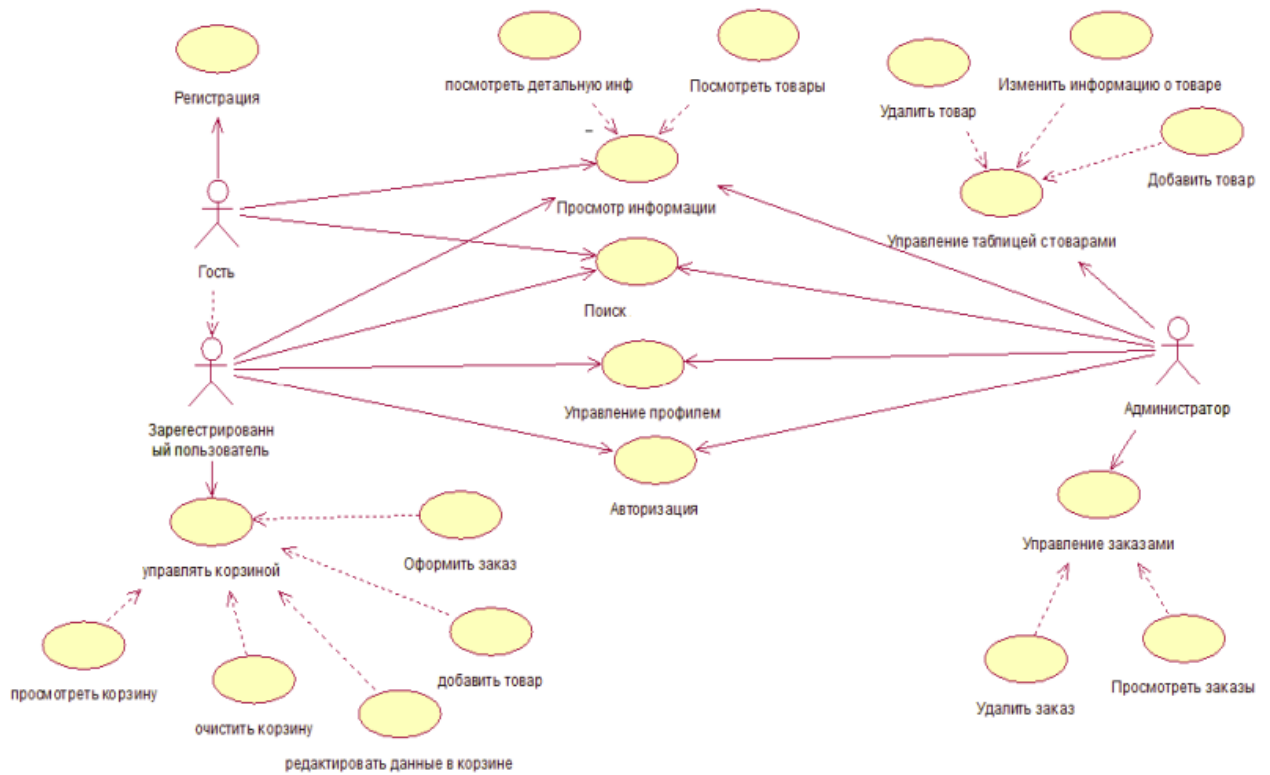 Регистрация
посмотреть детальную инф
Посмотреть товары
Изменить информацию о товаре
Удалить товар
Добавить товар
Просмотр информации
Управление таблицей стоварами
Гость
Поиск
Управление профилем
Администратор
Зарегестрированн
ый пользователь
Авторизация
управлять корзиной
Оформить заказ
Управление заказами
просмотреть корзину
добавить товар
очистить корзину
Удалить заказ
Просмотреть заказы
редактировать данные в корзине